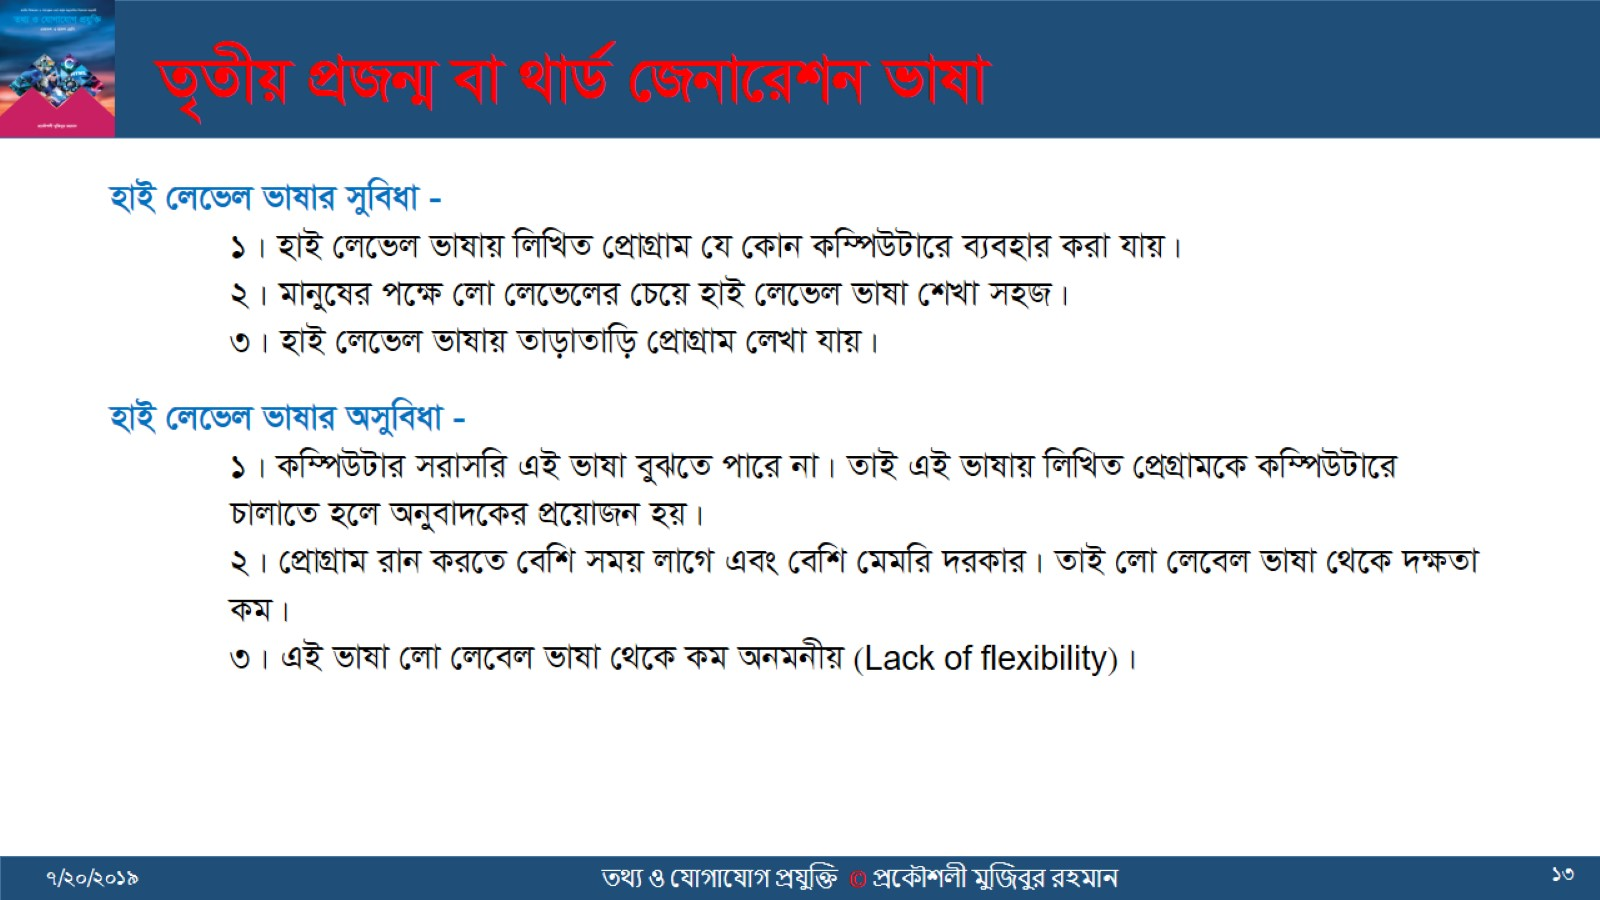 তথ্য ও যোগাযোগ প্রযুক্তি
তৃতীয় প্রজন্ম বা থার্ড জেনারেশন ভাষা
হাই লেভেল ভাষার সুবিধা -
১। হাই লেভেল ভাষায় লিখিত প্রোগ্রাম যে কোন কম্পিউটারে ব্যবহার করা যায়।
২। মানুষের পক্ষে লো লেভেলের চেয়ে হাই লেভেল ভাষা শেখা সহজ।
৩। হাই লেভেল ভাষায় তাড়াতাড়ি প্রোগ্রাম লেখা যায়।
হাই লেভেল ভাষার অসুবিধা -
১। কম্পিউটার সরাসরি এই ভাষা বুঝতে পারে না। তাই এই ভাষায় লিখিত প্রেগ্রামকে কম্পিউটারে
চালাতে হলে অনুবাদকের প্রয়োজন হয়।
২। প্রোগ্রাম রান করতে বেশি সময় লাগে এবং বেশি মেমরি দরকার। তাই লো লেবেল ভাষা থেকে দক্ষতা
কম।
৩। এই ভাষা লো লেবেল ভাষা থেকে কম অনমনীয় (Lack of flexibility)।
৭/২০/২০১৯
তথ্য ও যোগাযোগ প্রযুক্তি © প্রকৌশলী মুজিবুর রহমান
১৩